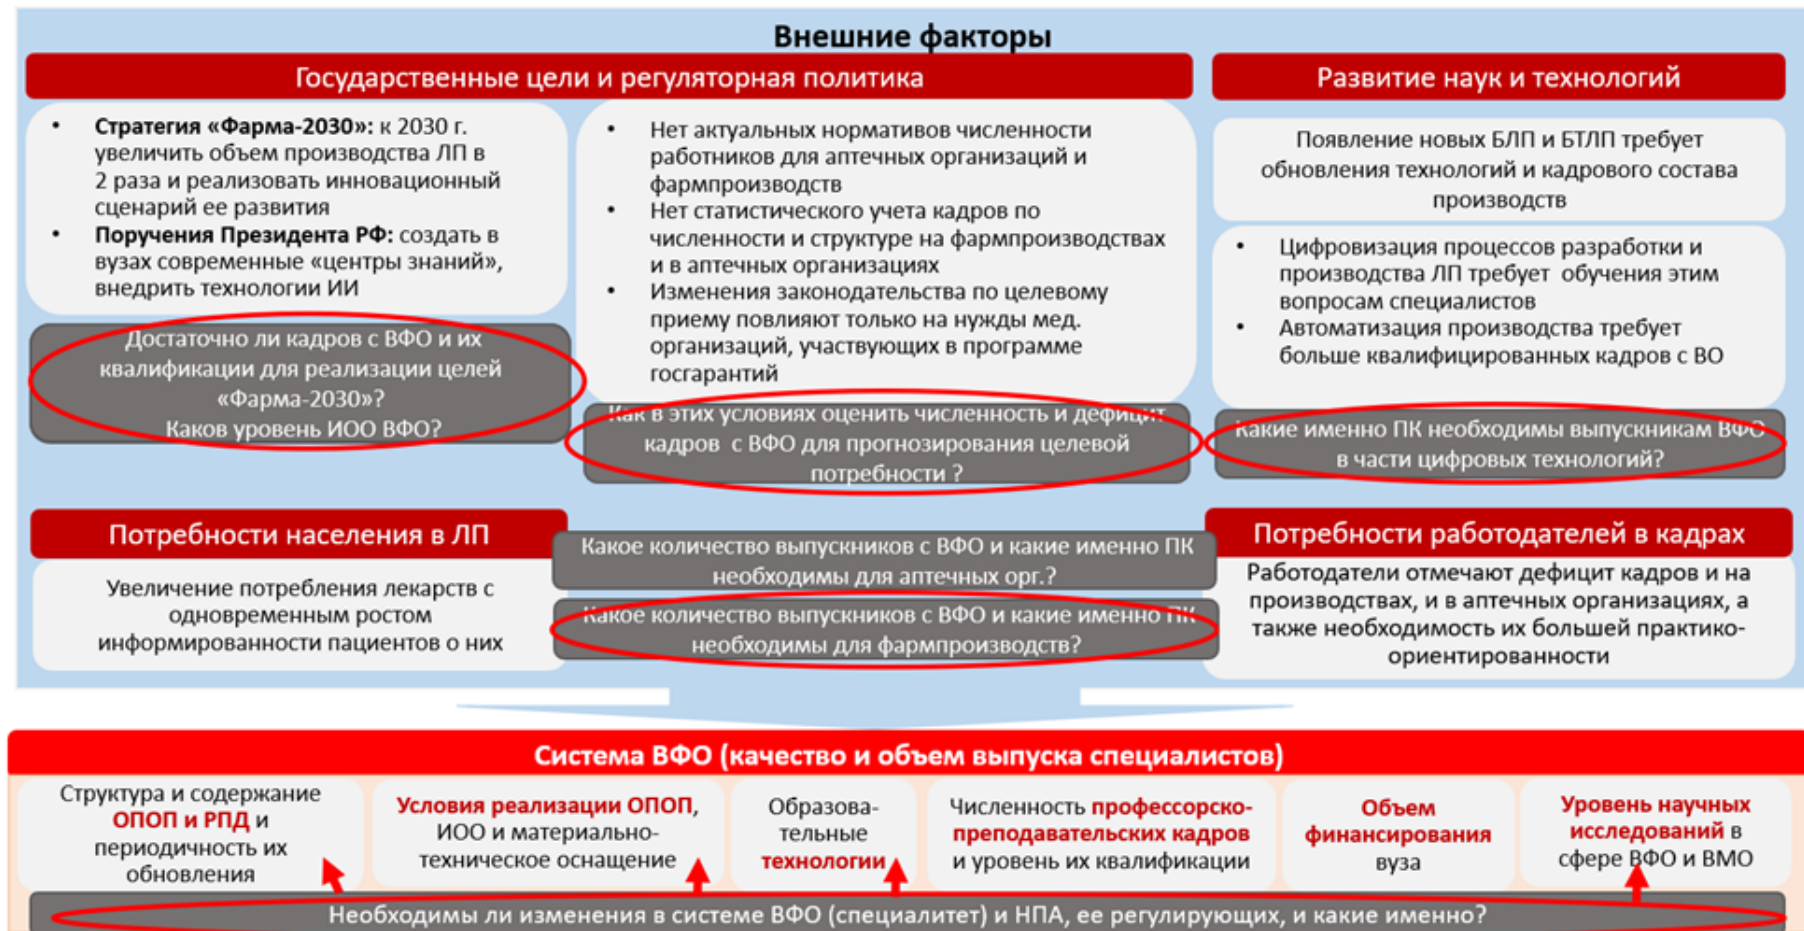 Внешние факторы
Государственные цели и регуляторная политика
• Стратегия «Фарма-2030»: к 2030 г.
увеличить объем производства ЛП в
2 раза и реализовать инновационный
сценарий ее развития
• Поручения Президента РФ: создать в
вузах современные «центры знаний»,
внедрить технологии ИИ
Достаточно ли кадров с ВФО и их
квалификации для реализации целей
«Фарма-2030»?
Каков уровень ИОО ВФО?
• Нет актуальных нормативов численности
работников для аптечных организаций и
фармпроизводств
• Нет статистического учета кадров по
численности и структуре на фармпроизводствах
и в аптечных организациях
• Изменения законодательства по целевому
приему повлияют только на нужды мед.
организаций, участвующих в программе
госгарантий
Как в этих условиях оценить численность и дефицит
кадров с ВФО для прогнозирования целевой
потребности ?
Развитие наук и технологий
Появление новых БЛП и БТЛП требует
обновления технологий и кадрового состава
производств
• Цифровизация процессов разработки и
производства ЛП требует обучения этим
вопросам специалистов
• Автоматизация производства требует
больше квалифицированных кадров с ВО
Какие именно ПК необходимы выпускникам ВФО
в части цифровых технологий?
Потребности населения в ЛП
Увеличение потребления лекарств с
одновременным ростом
информированности пациентов о них
Какое количество выпускников с ВФО и какие именно ПК
необходимы для аптечных орг.?
Какое количество выпускников с ВФО и какие именно ПК
необходимы для фармпроизводств?
Потребности работодателей в кадрах
Работодатели отмечают дефицит кадров и на
производствах, и в аптечных организациях, а
также необходимость их большей практико-
ориентированности
Система ВФО (качество и объем выпуска специалистов)
Структура и содержание
ОПОП и РПД и
периодичность их
обновления
Условия реализации ОПОП,
ИОО и материально-
техническое оснащение
Образова-
тельные
технологии
Численность профессорско-
преподавательских кадров
и уровень их квалификации
Объем
финансирования
вуза
Уровень научных
исследований в
сфере ВФО и ВМО
Необходимы ли изменения в системе ВФО (специалитет) и НПА, ее регулирующих, и какие именно?